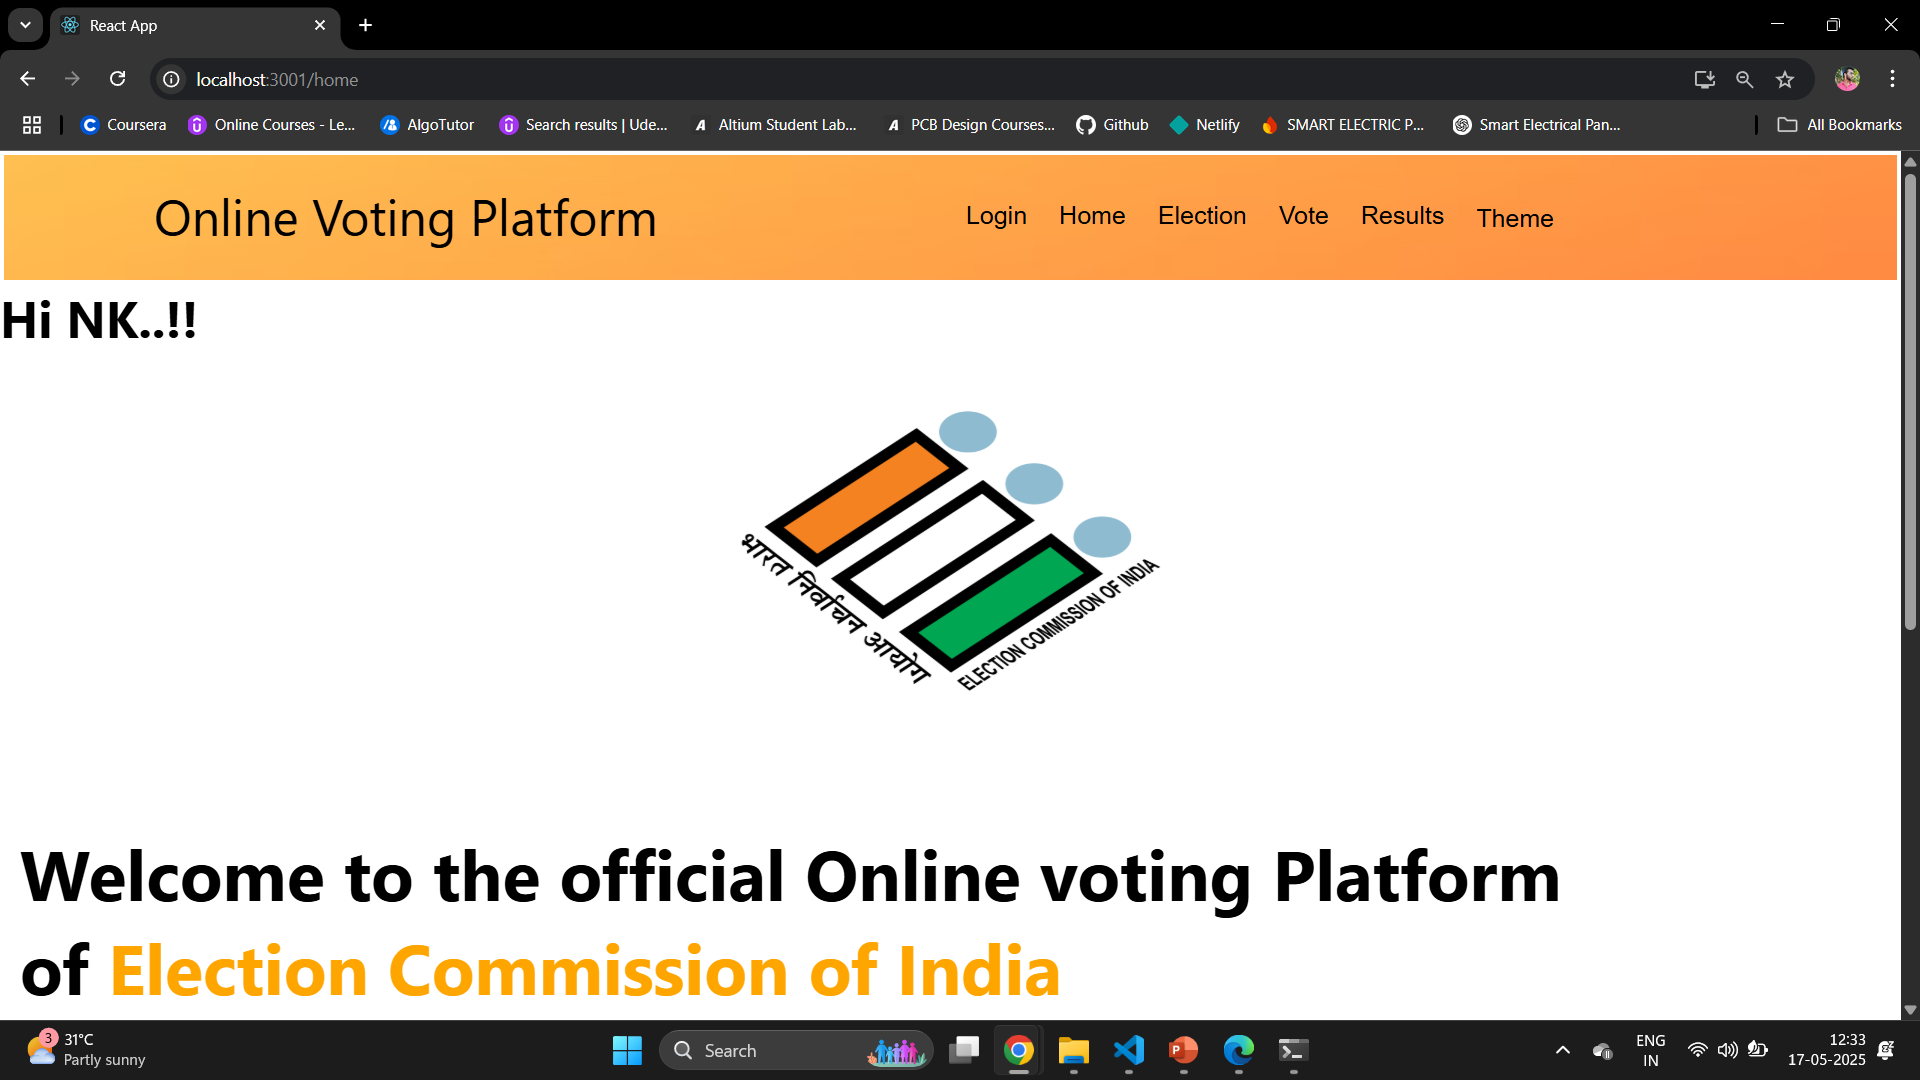 React App
localhost:3001/home
Coursera
Online Courses - Le...
AlgoTutor
Search results | Ude...
Altium Student Lab...
PCB Design Courses...
Github
Netlify
SMART ELECTRIC P...
Smart Electrical Pan...
All Bookmarks
Online Voting Platform
Login
Home
Election
Vote
Results
Theme
Hi NK..!!
भारत निर्वाचन आयोग
ELECTION COMMISSION OF INDIA
Welcome to the official Online voting Platform
of Election Commission of India
3
31°C
Partly sunny
Search
ENG
IN
12:33
17-05-2025